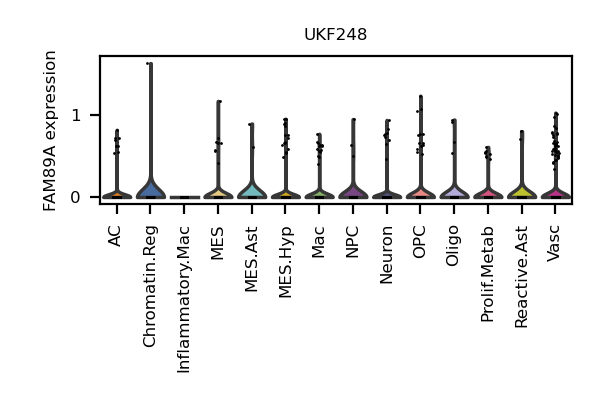 UKF248
FAM89A expression
1
0
AC
Chromatin.Reg
Inflammatory.Mac
MES
MES.Ast
MES.Hyp
Mac
NPC
Neuron
OPC
Oligo
Prolif.Metab
Reactive.Ast
Vasc